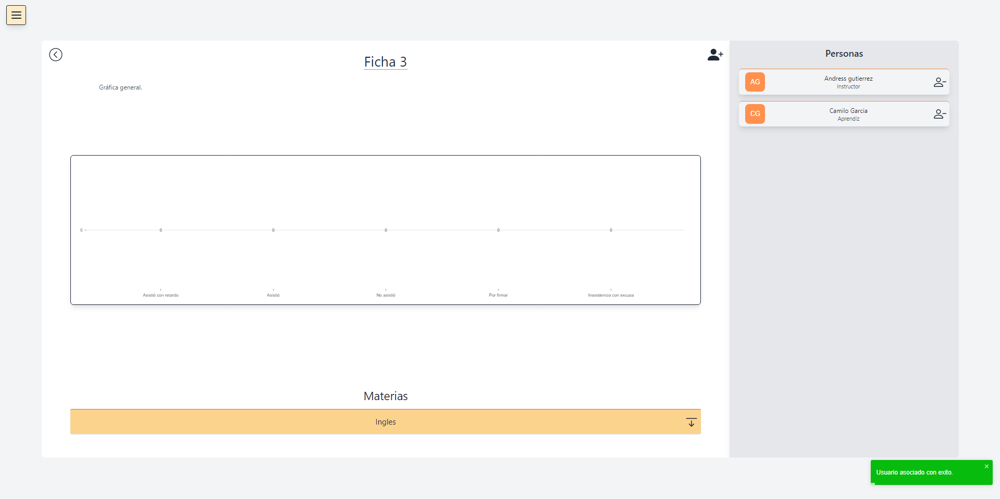 Ficha 3
Gráfica general.
0 0 0 0 0 0
Asistió con retardo Asistió No asistió Por firmar Inasistencia con excusa
Materias
Ingles
Personas
AG
Andress gutierrez
Instructor
CG
Camilo Garcia
Aprendiz
Usuario asociado con exito.